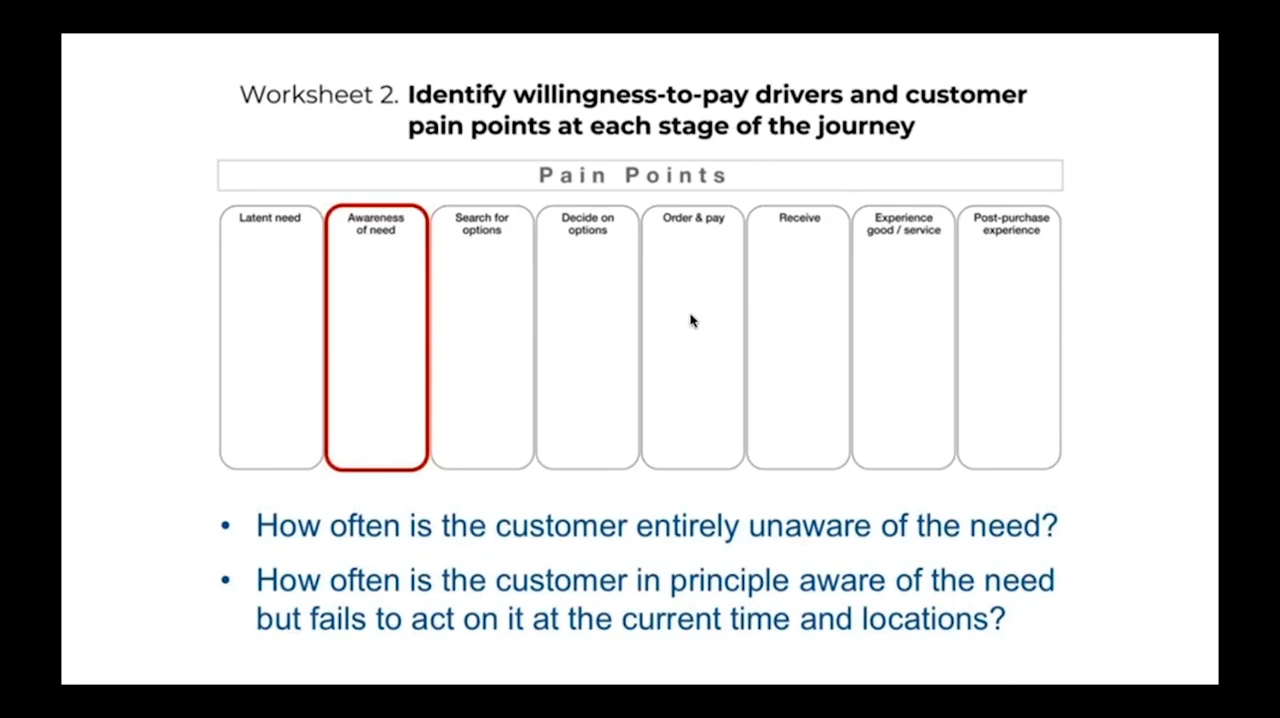 Worksheet 2. Identify willingness-to-pay drivers and customer
pain points at each stage of the journey
Pain Points
Latent need
Awareness
of need
Search for
options
Decide on
options
Order & pay
Receive
Experience
good / service
Post-purchase
experience
• How often is the customer entirely unaware of the need?
• How often is the customer in principle aware of the need
but fails to act on it at the current time and locations?